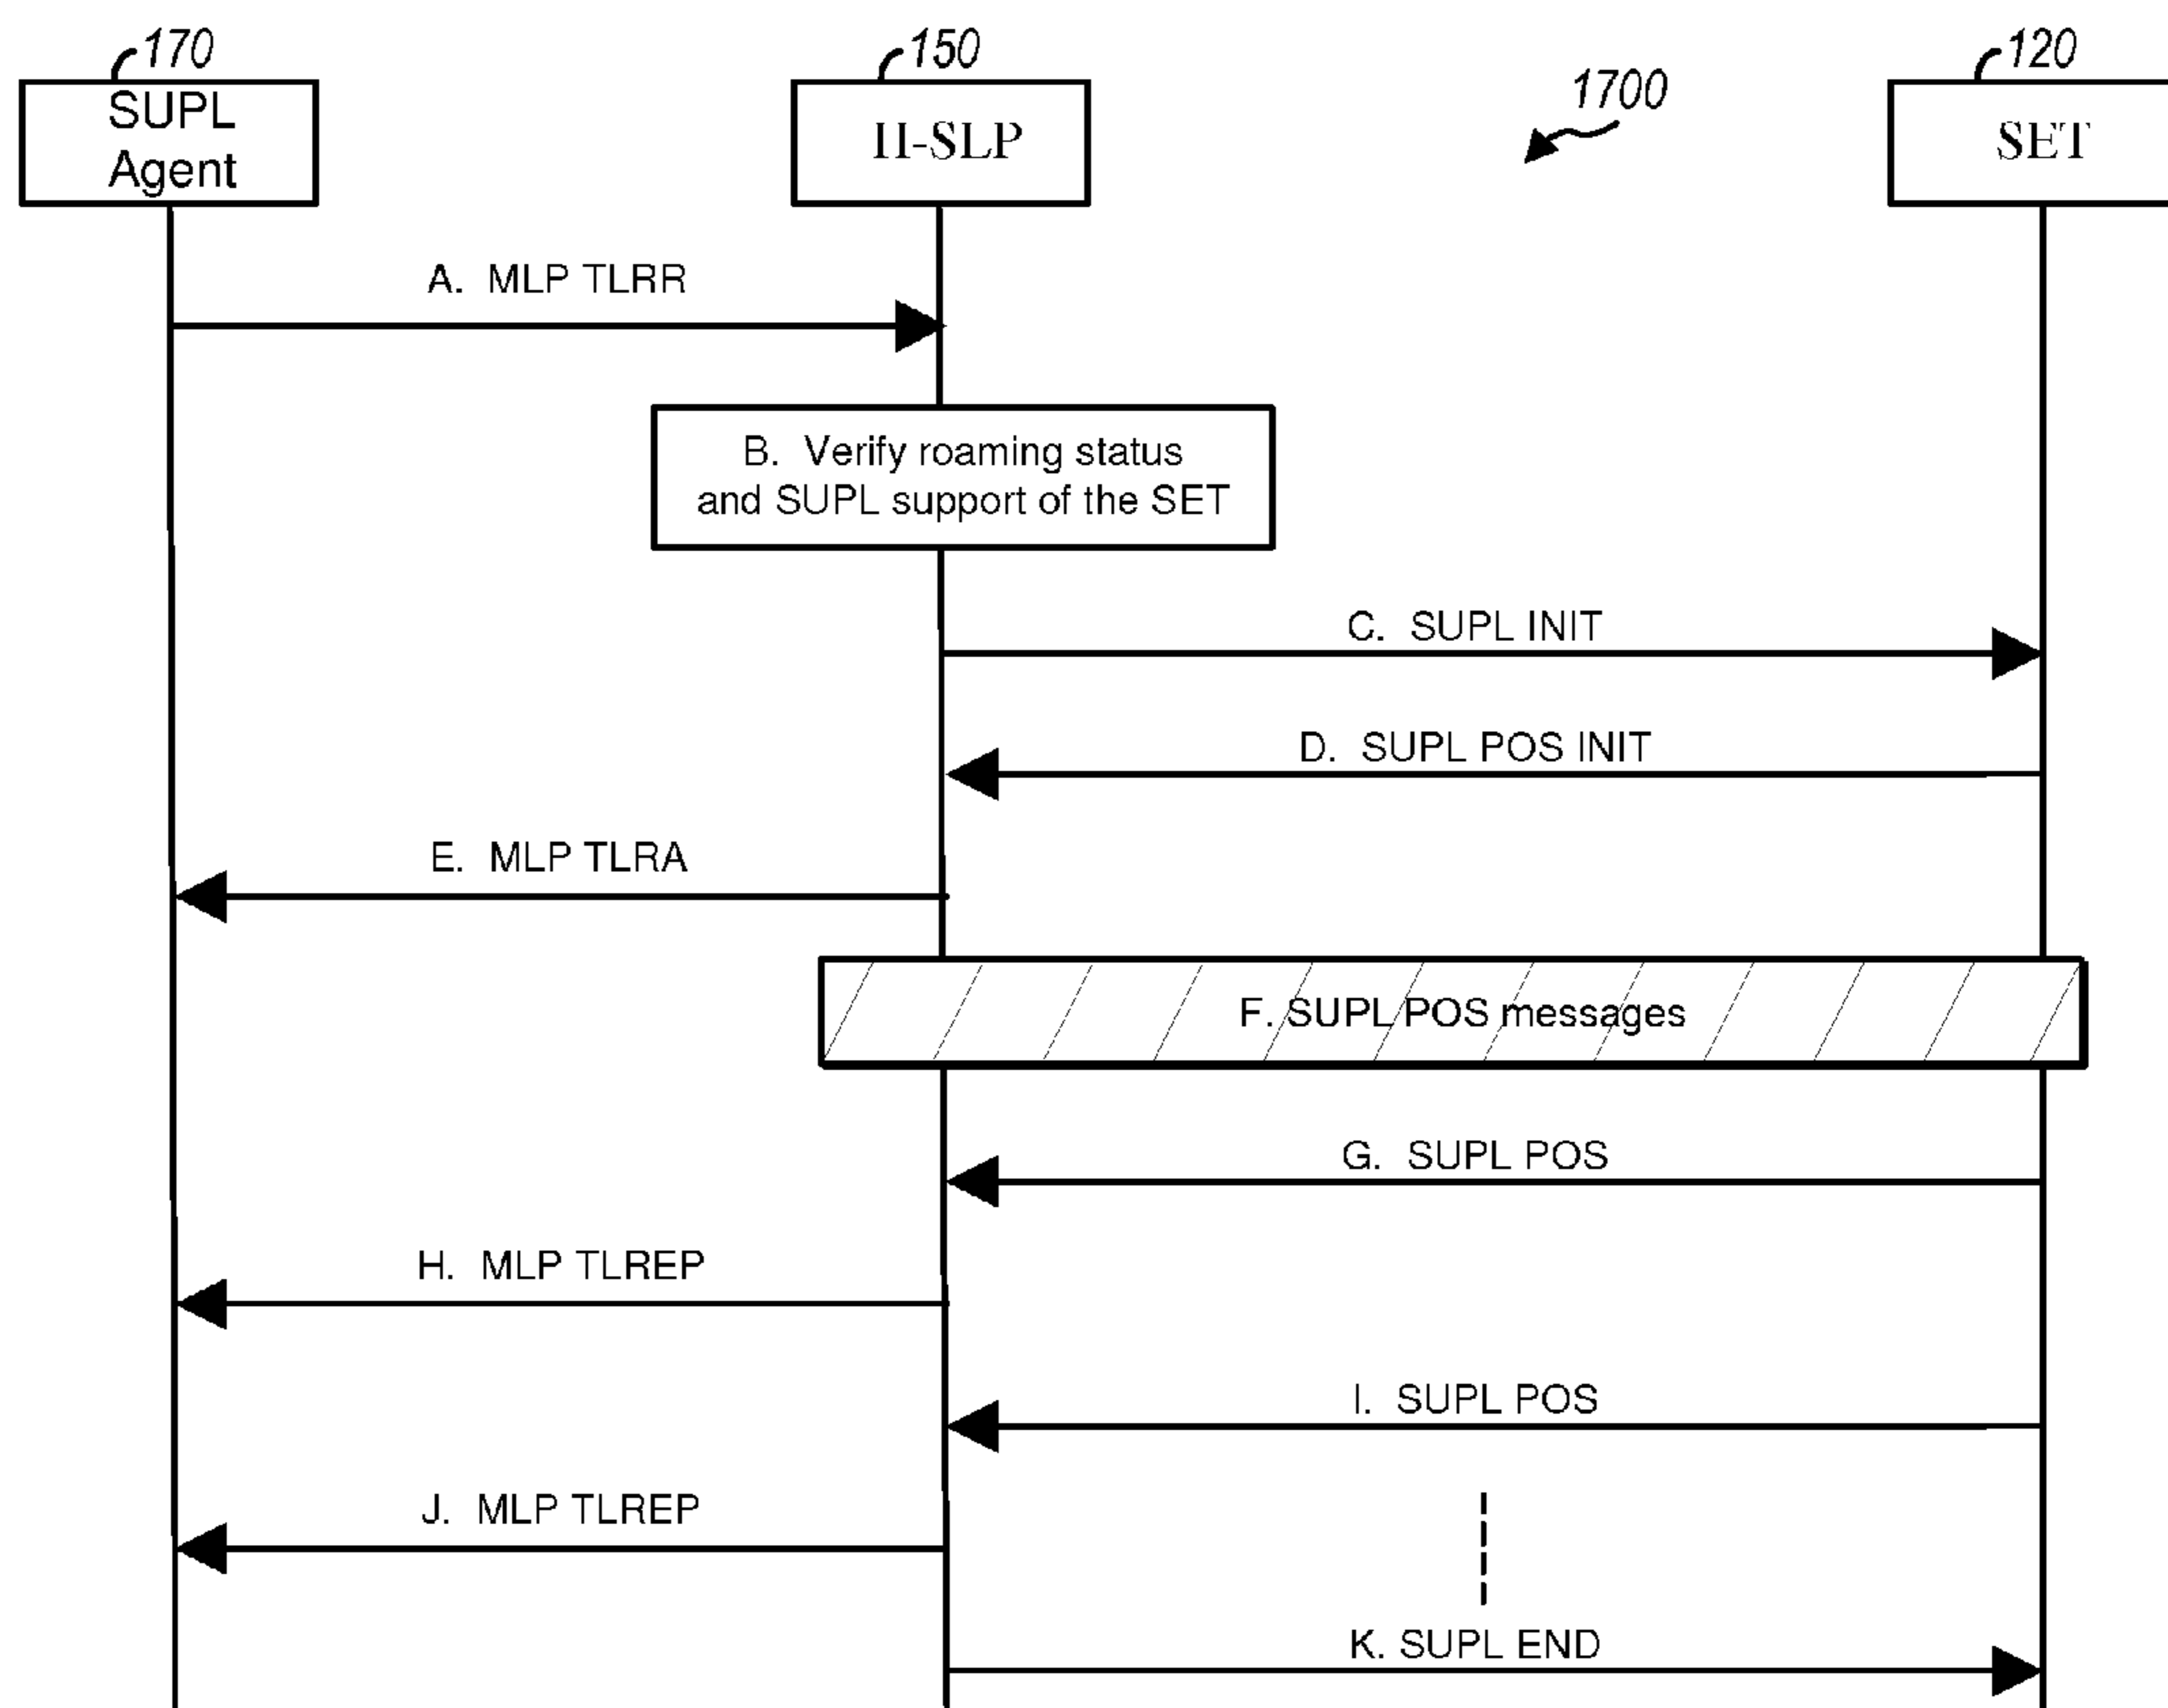 170
150
120
1700
SUPL
Agent
II-SLP
SET
A. MLP TLRR
B. Verify roaming status
and SUPL support of the SET
C. SUPL INIT
D. SUPL POS INIT
E. MLP TLRA
F. SUPL POS messages
G. SUPL POS
H. MLP TLREP
I. SUPL POS
J. MLP TLREP
K. SUPL END